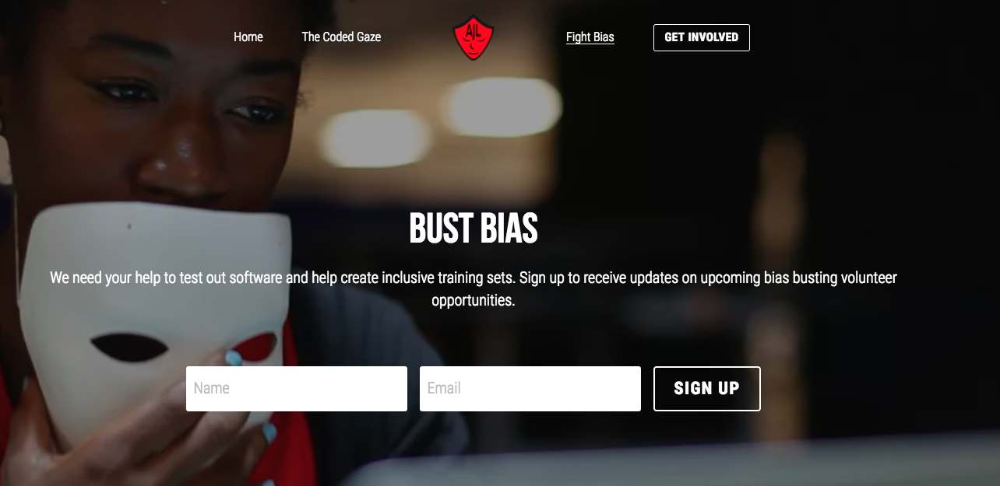 Home
The Coded Gaze
AJL
Fight Bias
GET INVOLVED
BUST BIAS
We need your help to test out software and help create inclusive training sets. Sign up to receive updates on upcoming bias busting volunteer
opportunities.
Name
Email
SIGN UP